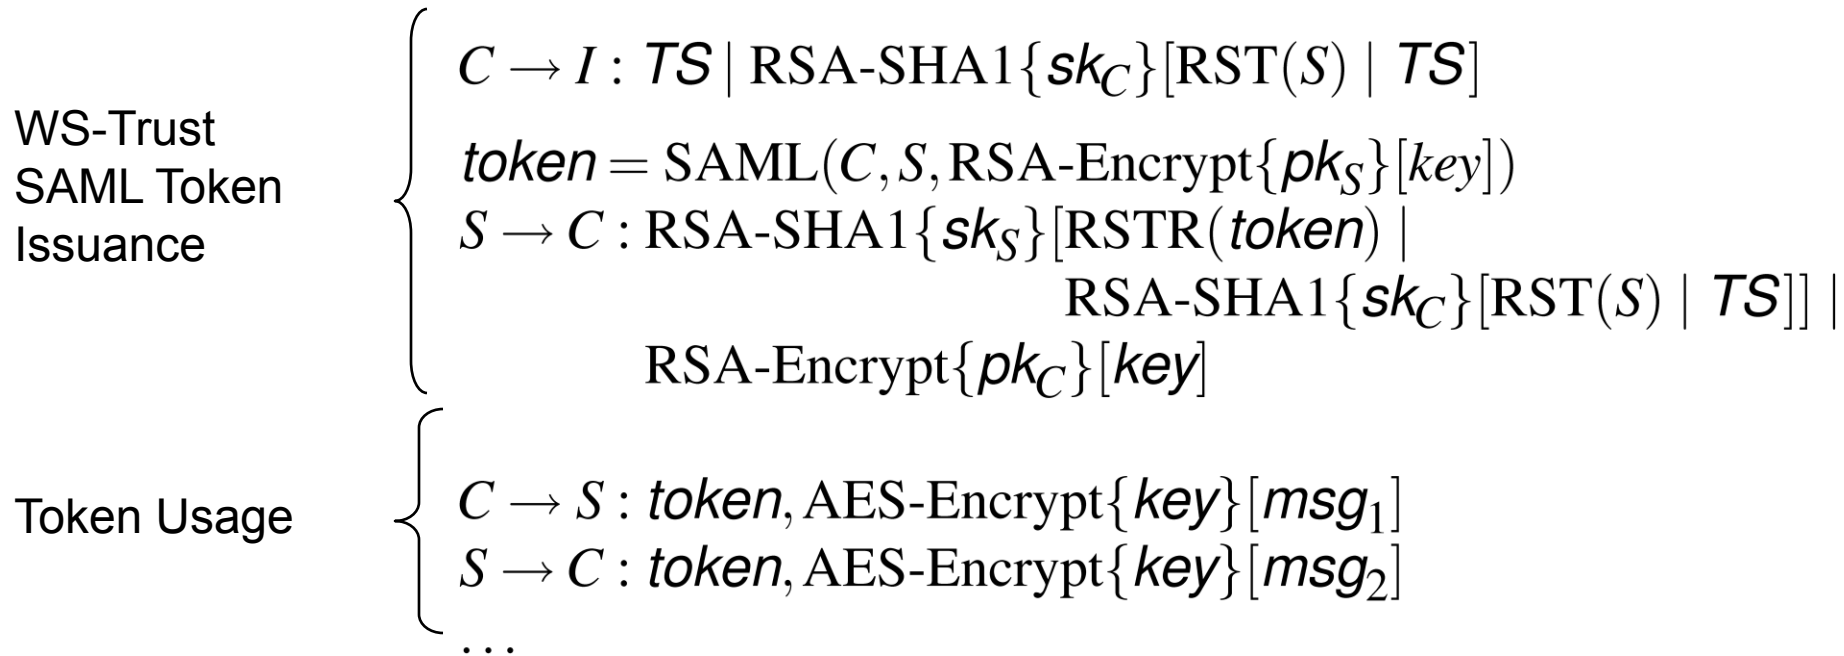 C → I : TS | RSA-SHA1{sk_C}[RST(S) | TS]
WS-Trust
SAML Token
Issuance
token = SAML(C, S, RSA-Encrypt{pk_S}[key])
S → C : RSA-SHA1{sk_S}[RSTR(token) |
RSA-SHA1{sk_C}[RST(S) | TS]] |
RSA-Encrypt{pk_C}[key]
Token Usage
C → S : token, AES-Encrypt{key}[msg_1]
S → C : token, AES-Encrypt{key}[msg_2]
...